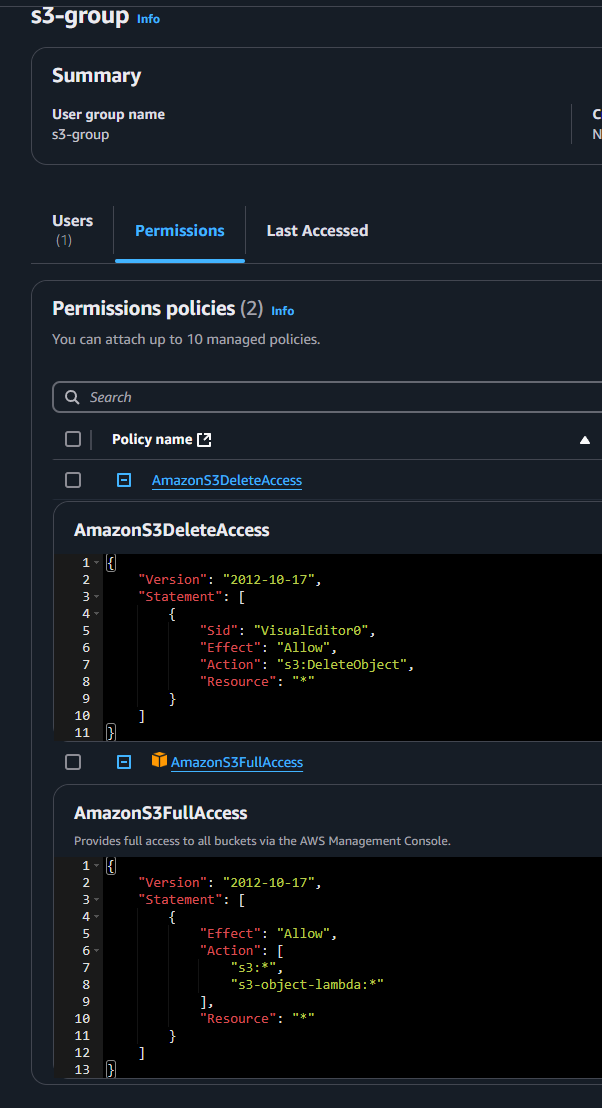 s3-group Info
Summary
User group name
s3-group
C
N
Users
(1)
Permissions
Last Accessed
Permissions policies (2) Info
You can attach up to 10 managed policies.
Search
Policy name
AmazonS3DeleteAccess
AmazonS3DeleteAccess
1 {
2 "Version": "2012-10-17",
3 "Statement": [
4 {
5 "Sid": "VisualEditor0",
6 "Effect": "Allow",
7 "Action": "s3:DeleteObject",
8 "Resource": "*"
9 }
10 ]
11 }
AmazonS3FullAccess
AmazonS3FullAccess
Provides full access to all buckets via the AWS Management Console.
1 {
2 "Version": "2012-10-17",
3 "Statement": [
4 {
5 "Effect": "Allow",
6 "Action": [
7 "s3:*",
8 "s3-object-lambda:*"
9 ],
10 "Resource": "*"
11 }
12 ]
13 }